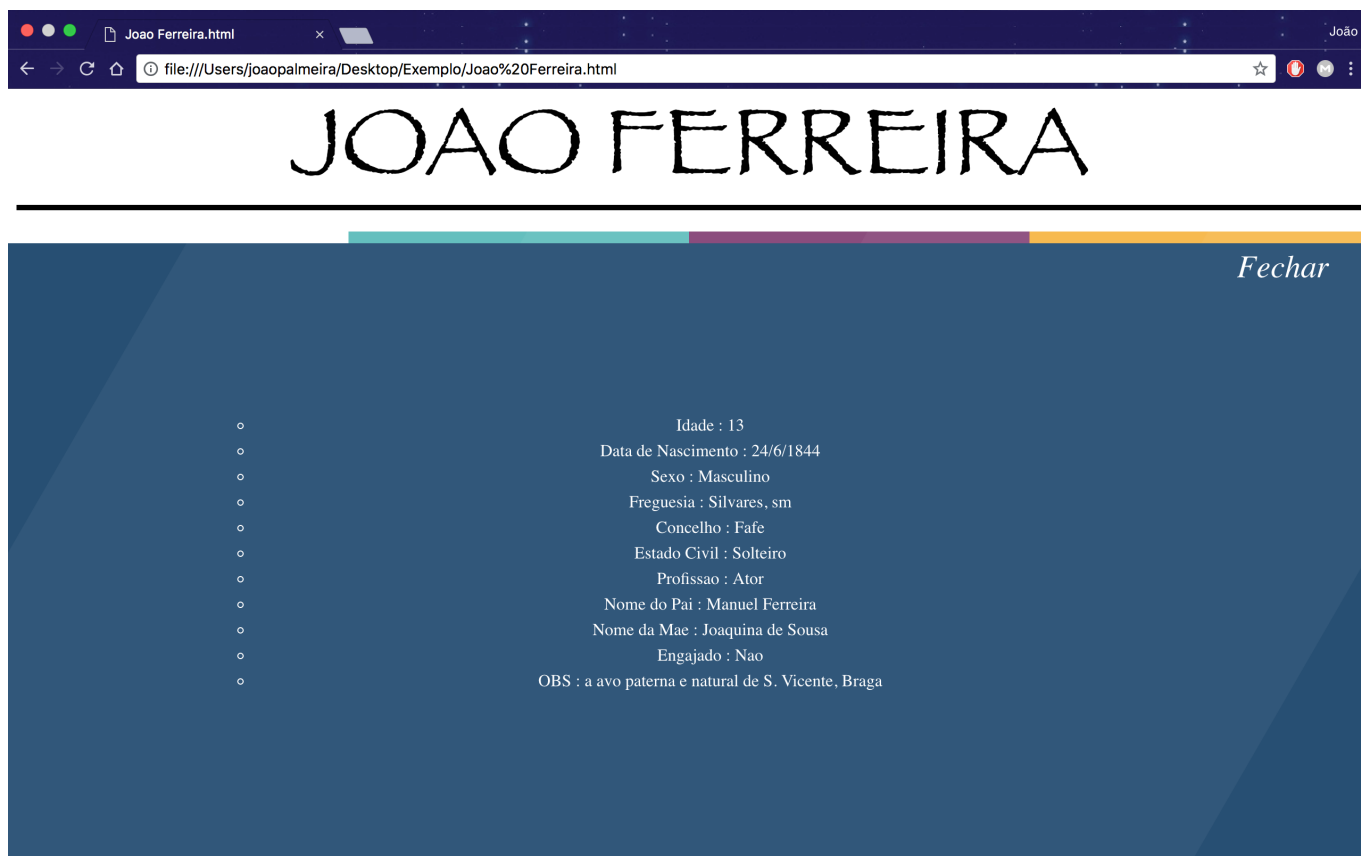 Joao Ferreira.html
João
file:///Users/joaopalmeira/Desktop/Exemplo/Joao%20Ferreira.html
JOAO FERREIRA
Fechar
Idade : 13
Data de Nascimento : 24/6/1844
Sexo : Masculino
Freguesia : Silvares, sm
Concelho : Fafe
Estado Civil : Solteiro
Profissao : Ator
Nome do Pai : Manuel Ferreira
Nome da Mae : Joaquina de Sousa
Engajado : Nao
OBS : a avo paterna e natural de S. Vicente, Braga